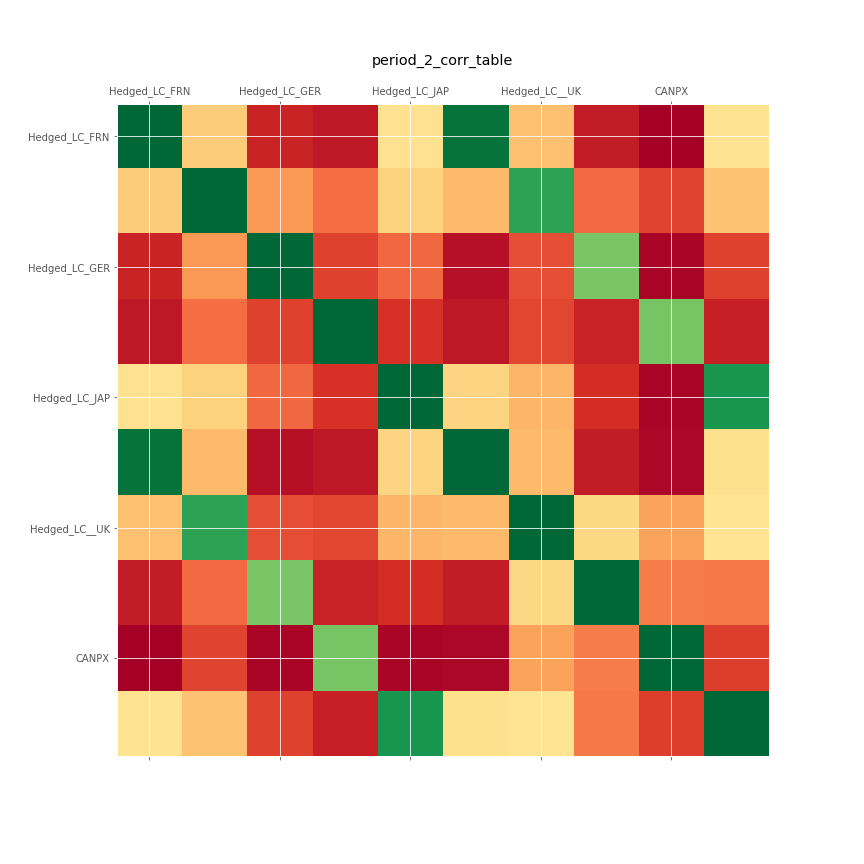 period_2_corr_table
Hedged_LC_FRN Hedged_LC_GER Hedged_LC_JAP Hedged_LC__UK CANPX
Hedged_LC_FRN
Hedged_LC_GER
Hedged_LC_JAP
Hedged_LC__UK
CANPX